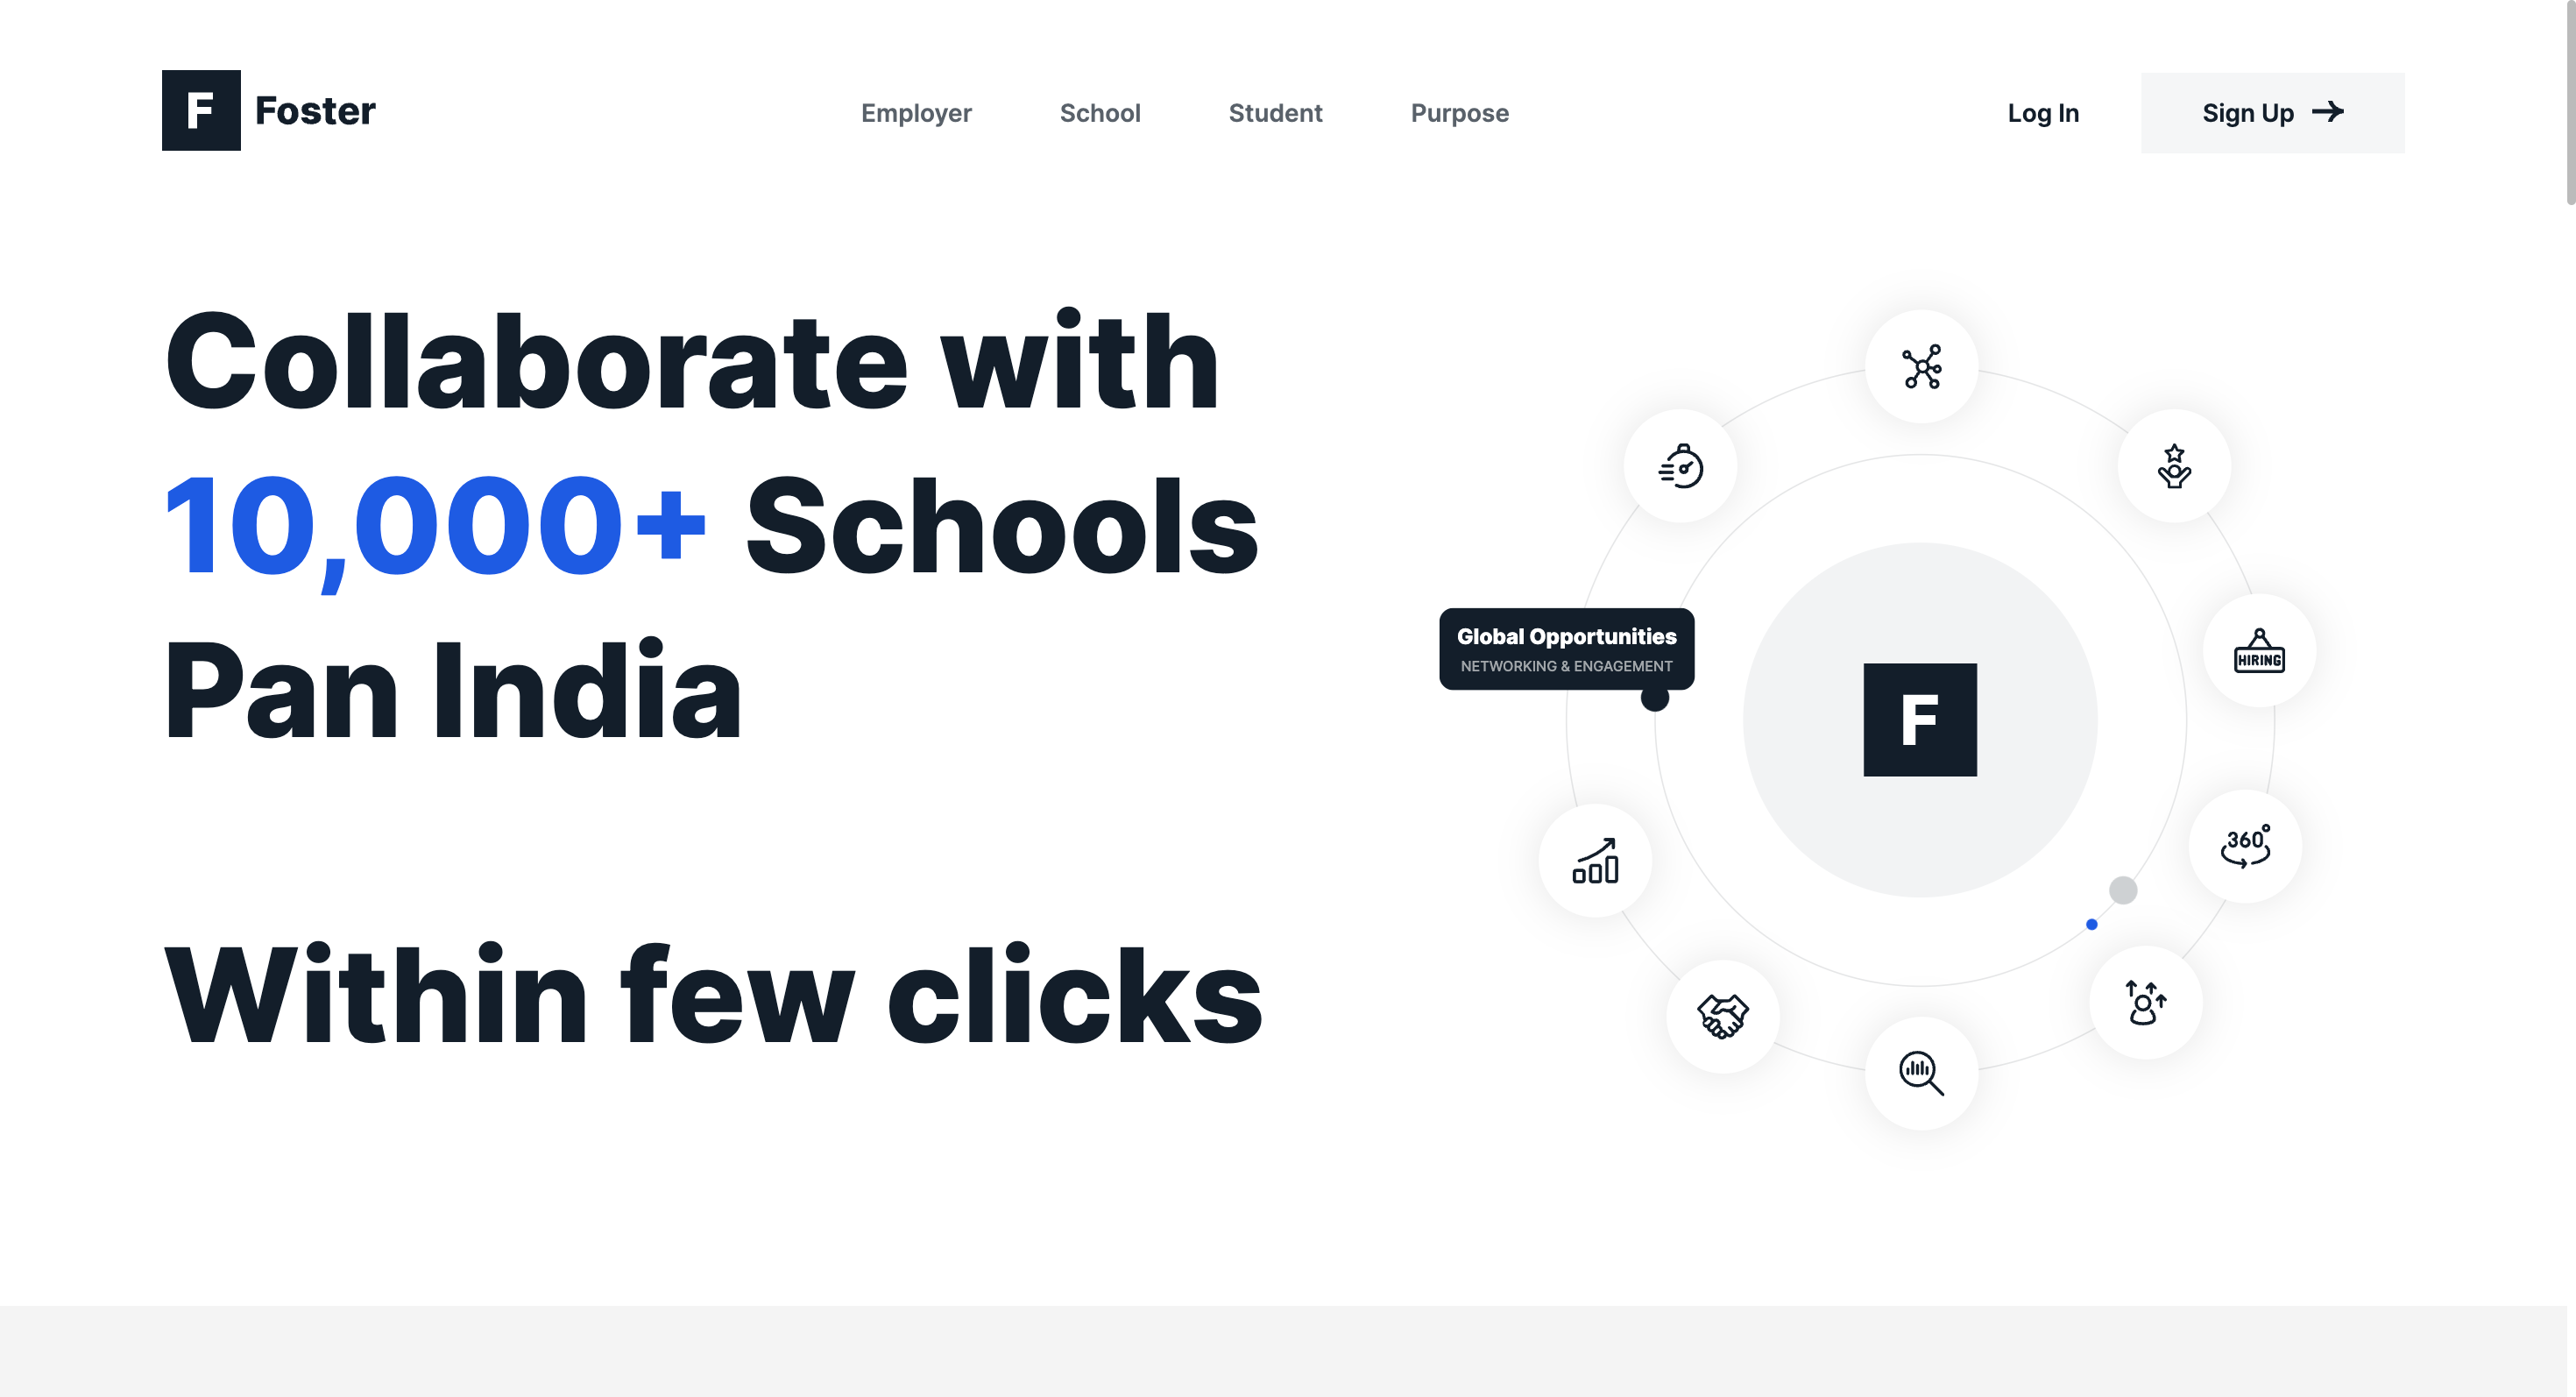 F Foster
Employer School Student Purpose
Log In Sign Up
Collaborate with
10,000+ Schools
Pan India
Within few clicks
Global Opportunities
NETWORKING & ENGAGEMENT
HIRING
F
360°